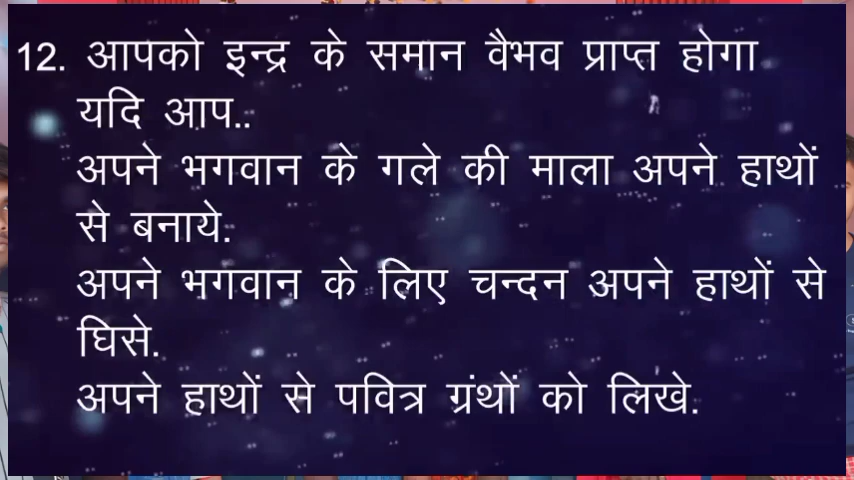 12. आपको इन्द्र के समान वैभव प्राप्त होगा
यदि आप..
अपने भगवान के गले की माला अपने हाथों
से बनाये.
अपने भगवान के लिए चन्दन अपने हाथों से
घिसे.
अपने हाथों से पवित्र ग्रंथों को लिखे.